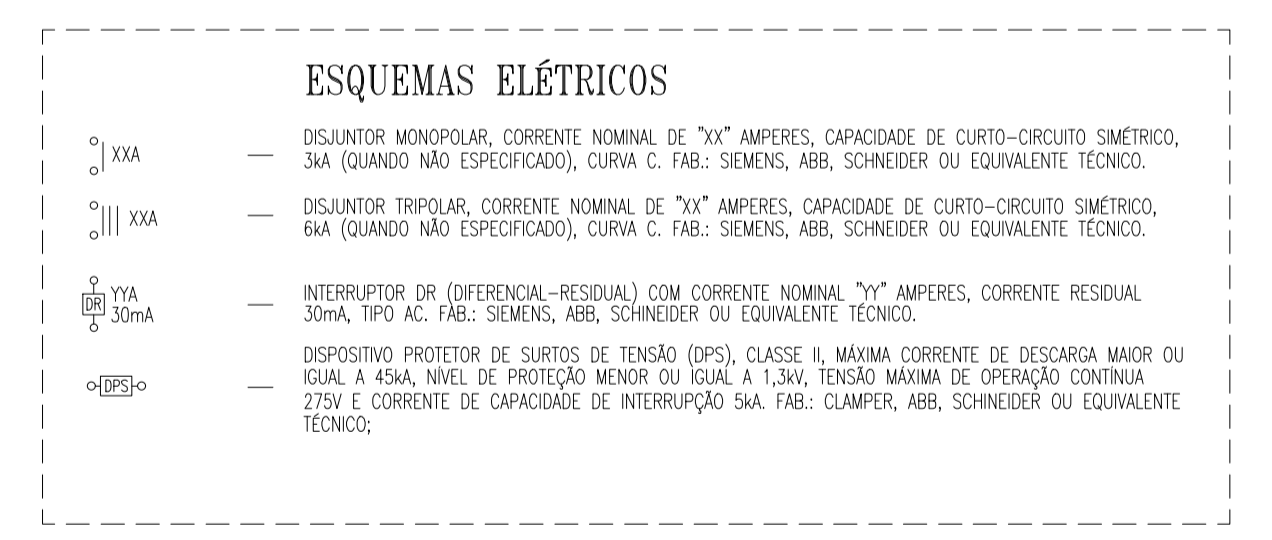 ESQUEMAS ELÉTRICOS
XXA — DISJUNTOR MONOPOLAR, CORRENTE NOMINAL DE "XX" AMPERES, CAPACIDADE DE CURTO-CIRCUITO SIMÉTRICO,
3kA (QUANDO NÃO ESPECIFICADO), CURVA C. FAB.: SIEMENS, ABB, SCHNEIDER OU EQUIVALENTE TÉCNICO.
XXA — DISJUNTOR TRIPOLAR, CORRENTE NOMINAL DE "XX" AMPERES, CAPACIDADE DE CURTO-CIRCUITO SIMÉTRICO,
6kA (QUANDO NÃO ESPECIFICADO), CURVA C. FAB.: SIEMENS, ABB, SCHNEIDER OU EQUIVALENTE TÉCNICO.
DR YYA
30mA — INTERRUPTOR DR (DIFERENCIAL-RESIDUAL) COM CORRENTE NOMINAL "YY" AMPERES, CORRENTE RESIDUAL
30mA, TIPO AC. FAB.: SIEMENS, ABB, SCHINEIDER OU EQUIVALENTE TÉCNICO.
DPS — DISPOSITIVO PROTETOR DE SURTOS DE TENSÃO (DPS), CLASSE II, MÁXIMA CORRENTE DE DESCARGA MAIOR OU
IGUAL A 45kA, NÍVEL DE PROTEÇÃO MENOR OU IGUAL A 1,3kV, TENSÃO MÁXIMA DE OPERAÇÃO CONTÍNUA
275V E CORRENTE DE CAPACIDADE DE INTERRUPÇÃO 5kA. FAB.: CLAMPER, ABB, SCHINEIDER OU EQUIVALENTE
TÉCNICO;